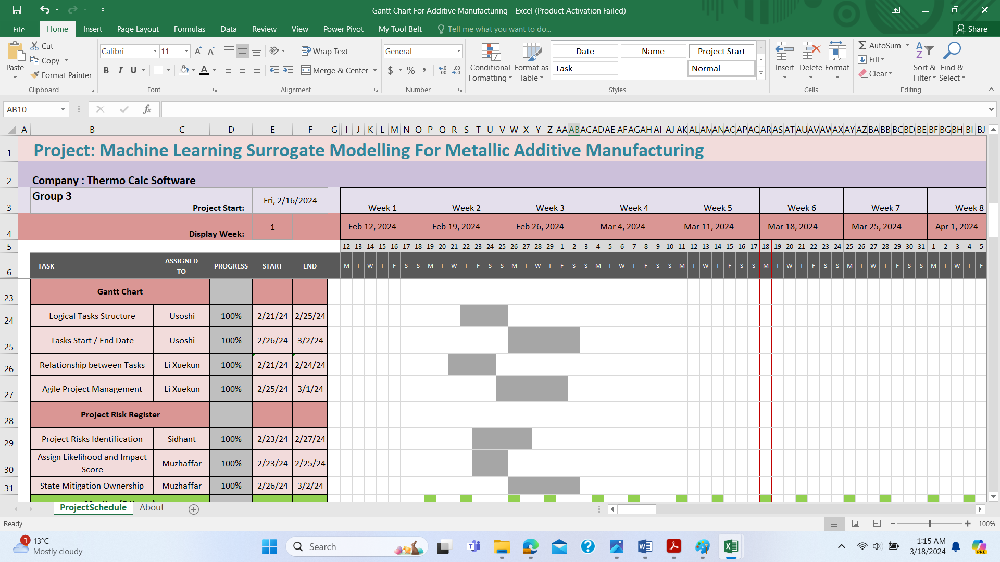 Gantt Chart For Additive Manufacturing - Excel (Product Activation Failed)
File Home Insert Page Layout Formulas Data Review View Power Pivot My Tool Belt Tell me what you want to do... Share
Paste Cut Copy Format Painter
Calibri 11
B I U A
Wrap Text
Merge & Center
General
$ % ,
Conditional Formatting Format as Table
Date Name Project Start
Task Normal
Insert Delete Format
AutoSum Fill Clear
Sort & Filter Find & Select
Clipboard Font Alignment Number Styles Cells Editing
AB10 fx
A B C D E F G I J K L M N O P Q R S T U V W X Y Z AA AB AC AD AE AF AG AH AI AJ AK AL AM AN AO AP AQ AR AS AT AU AV AW AX AY AZ BA BB BC BD BE BF BG BH BI BJ
1 Project: Machine Learning Surrogate Modelling For Metallic Additive Manufacturing
2 Company : Thermo Calc Software
3 Group 3 Project Start: Fri, 2/16/2024 Week 1 Week 2 Week 3 Week 4 Week 5 Week 6 Week 7 Week 8
4 Display Week: 1 Feb 12, 2024 Feb 19, 2024 Feb 26, 2024 Mar 4, 2024 Mar 11, 2024 Mar 18, 2024 Mar 25, 2024 Apr 1, 2024
5 12 13 14 15 16 17 18 19 20 21 22 23 24 25 26 27 28 29 1 2 3 4 5 6 7 8 9 10 11 12 13 14 15 16 17 18 19 20 21 22 23 24 25 26 27 28 29 30 31 1 2 3 4 5
6 TASK ASSIGNED TO PROGRESS START END M T W T F S S M T W T F S S M T W T F S S M T W T F S S M T W T F S S M T W T F S S M T W T F S S M T W T F
23 Gantt Chart
24 Logical Tasks Structure Usoshi 100% 2/21/24 2/25/24
25 Tasks Start / End Date Usoshi 100% 2/26/24 3/2/24
26 Relationship between Tasks Li Xuekun 100% 2/21/24 2/24/24
27 Agile Project Management Li Xuekun 100% 2/25/24 3/1/24
28 Project Risk Register
29 Project Risks Identification Sidhant 100% 2/23/24 2/27/24
30 Assign Likelihood and Impact Score Muzhaffar 100% 2/23/24 2/25/24
31 State Mitigation Ownership Muzhaffar 100% 2/26/24 3/2/24
ProjectSchedule About
Ready 100%
1 13°C
Mostly cloudy
Search
1:15 AM
3/18/2024
PRE